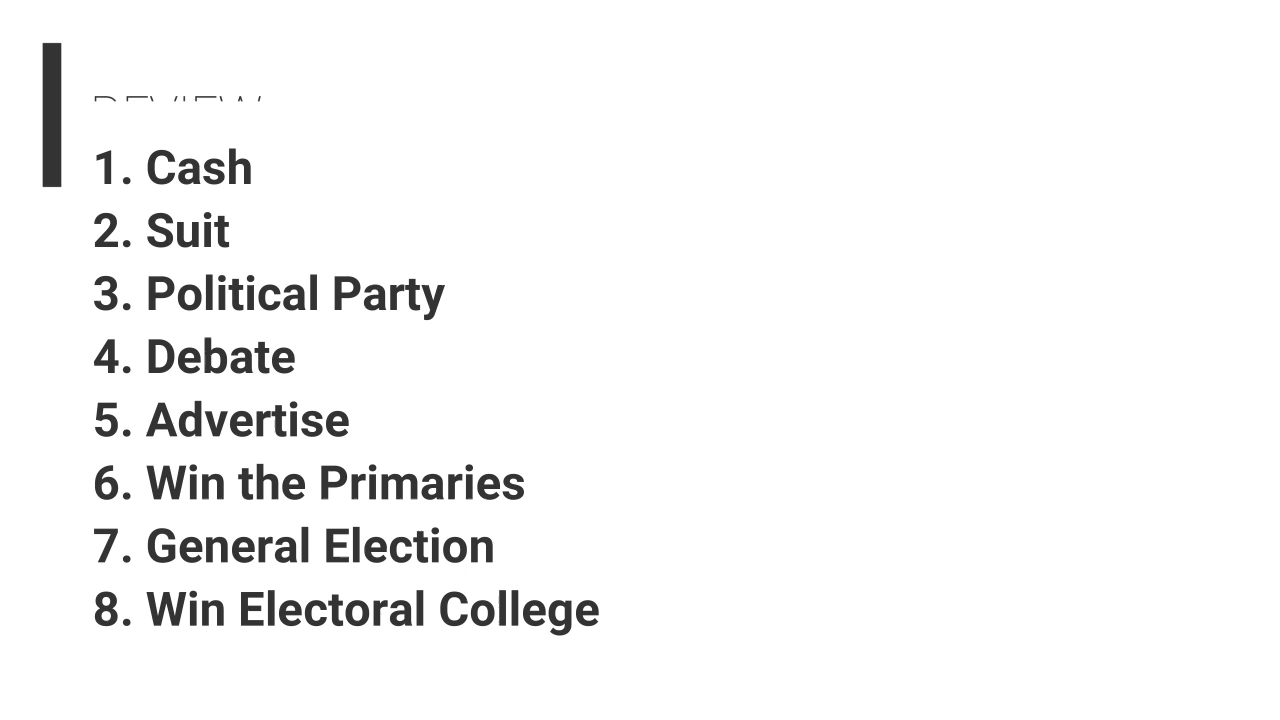 REVIEW
1. Cash
2. Suit
3. Political Party
4. Debate
5. Advertise
6. Win the Primaries
7. General Election
8. Win Electoral College